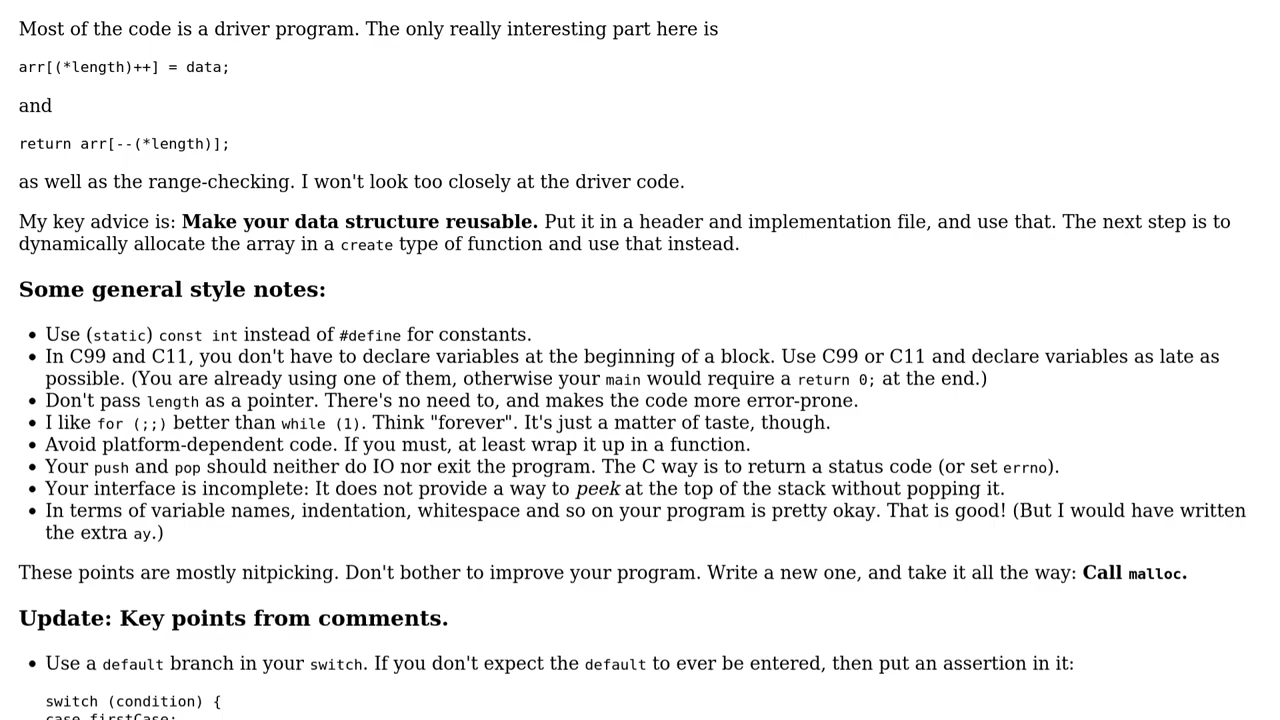 Most of the code is a driver program. The only really interesting part here is
arr[(*length)++] = data;
and
return arr[--(*length)];
as well as the range-checking. I won't look too closely at the driver code.
My key advice is: Make your data structure reusable. Put it in a header and implementation file, and use that. The next step is to
dynamically allocate the array in a create type of function and use that instead.
Some general style notes:
• Use (static) const int instead of #define for constants.
• In C99 and C11, you don't have to declare variables at the beginning of a block. Use C99 or C11 and declare variables as late as
possible. (You are already using one of them, otherwise your main would require a return 0; at the end.)
• Don't pass length as a pointer. There's no need to, and makes the code more error-prone.
• I like for (;;) better than while (1). Think "forever". It's just a matter of taste, though.
• Avoid platform-dependent code. If you must, at least wrap it up in a function.
• Your push and pop should neither do IO nor exit the program. The C way is to return a status code (or set errno).
• Your interface is incomplete: It does not provide a way to peek at the top of the stack without popping it.
• In terms of variable names, indentation, whitespace and so on your program is pretty okay. That is good! (But I would have written
the extra ay.)
These points are mostly nitpicking. Don't bother to improve your program. Write a new one, and take it all the way: Call malloc.
Update: Key points from comments.
• Use a default branch in your switch. If you don't expect the default to ever be entered, then put an assertion in it:
switch (condition) {
case firstCase: